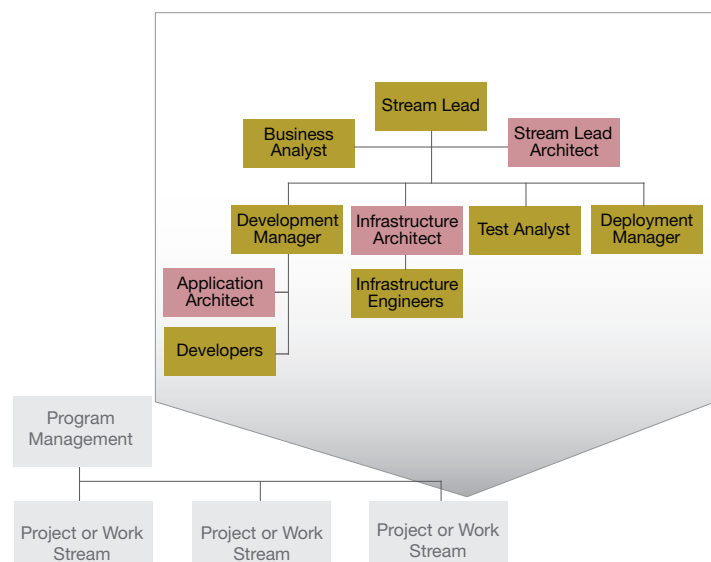 Stream Lead
Business
Analyst
Stream Lead
Architect
Development
Manager
Infrastructure
Architect
Test Analyst
Deployment
Manager
Application
Architect
Infrastructure
Engineers
Developers
Program
Management
Project or Work
Stream
Project or Work
Stream
Project or Work
Stream